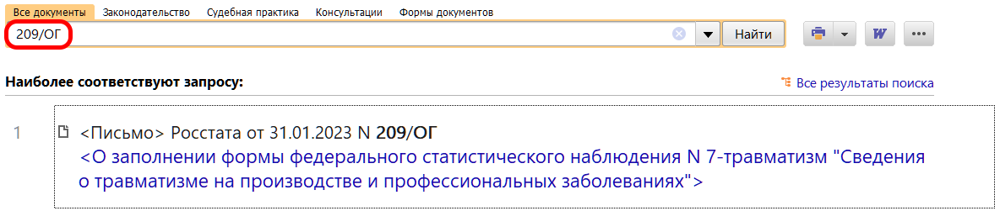 Все документы Законодательство Судебная практика Консультации Формы документов
209/ОГ Найти W
Наиболее соответствуют запросу: Все результаты поиска
1 <Письмо> Росстата от 31.01.2023 N 209/ОГ
<О заполнении формы федерального статистического наблюдения N 7-травматизм "Сведения
о травматизме на производстве и профессиональных заболеваниях">